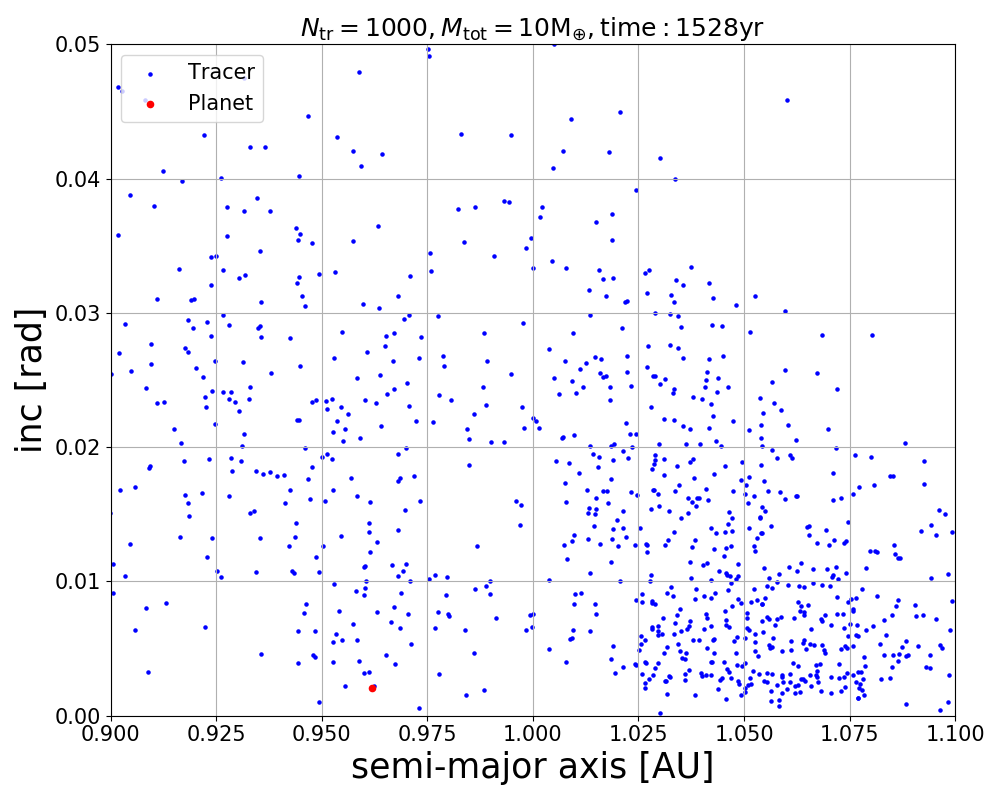 N_tr = 1000, M_tot = 10M_⊕, time : 1528yr
0.05
Tracer
Planet
0.04
0.03
inc [rad]
0.02
0.01
0.00
0.900 0.925 0.950 0.975 1.000 1.025 1.050 1.075 1.100
semi-major axis [AU]